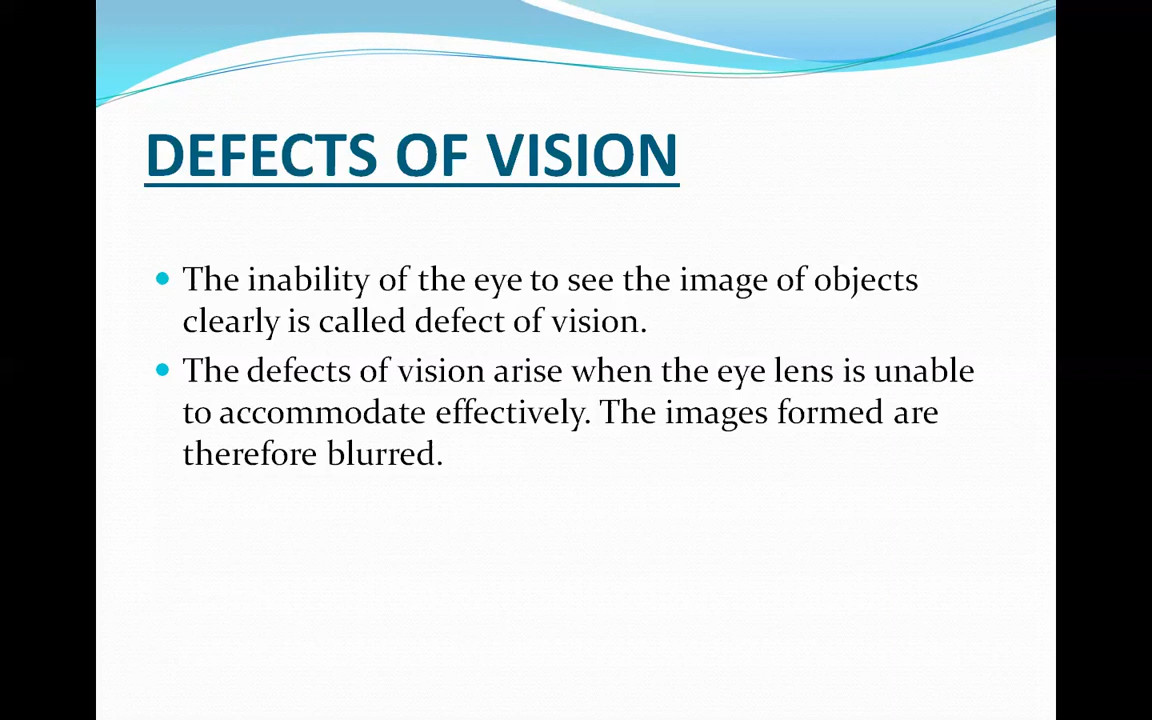 DEFECTS OF VISION
The inability of the eye to see the image of objects
clearly is called defect of vision.
The defects of vision arise when the eye lens is unable
to accommodate effectively. The images formed are
therefore blurred.